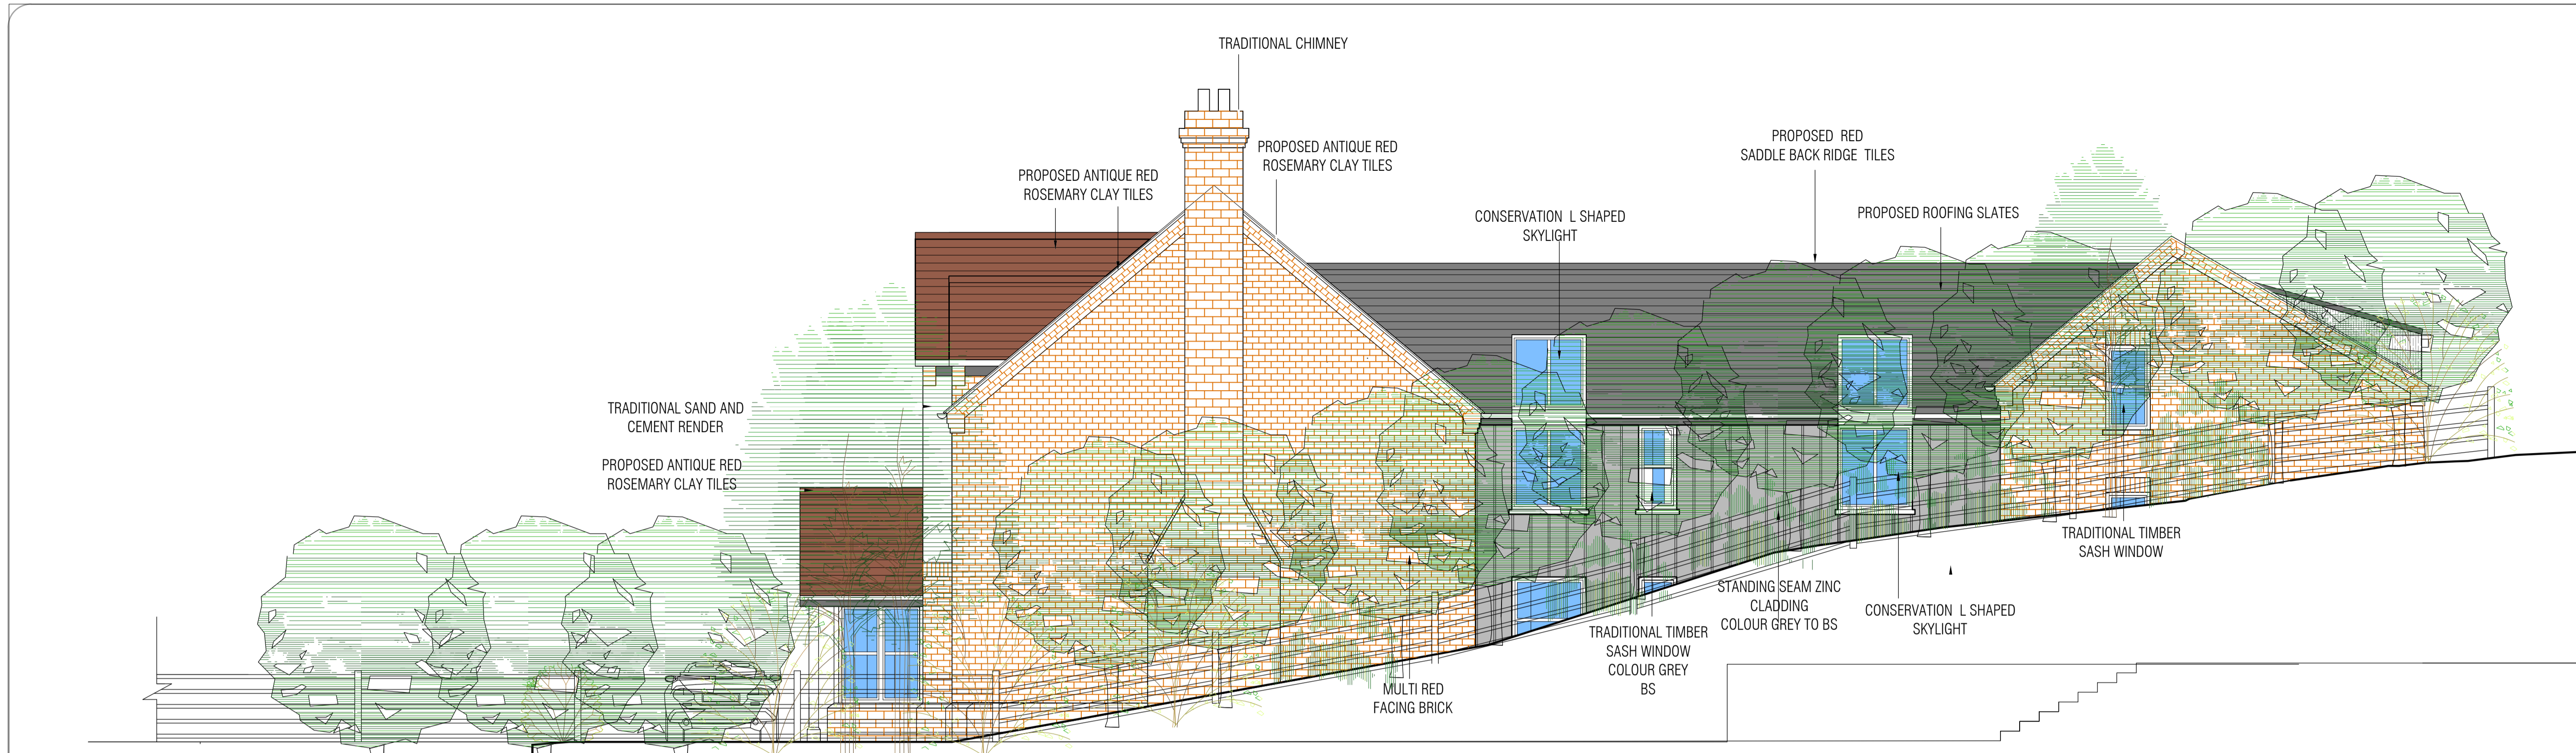 TRADITIONAL CHIMNEY
PROPOSED ANTIQUE RED
ROSEMARY CLAY TILES
PROPOSED ANTIQUE RED
ROSEMARY CLAY TILES
PROPOSED RED
SADDLE BACK RIDGE TILES
CONSERVATION L SHAPED
SKYLIGHT
PROPOSED ROOFING SLATES
TRADITIONAL SAND AND
CEMENT RENDER
PROPOSED ANTIQUE RED
ROSEMARY CLAY TILES
TRADITIONAL TIMBER
SASH WINDOW
STANDING SEAM ZINC
CLADDING
COLOUR GREY TO BS
CONSERVATION L SHAPED
SKYLIGHT
TRADITIONAL TIMBER
SASH WINDOW
COLOUR GREY
BS
MULTI RED
FACING BRICK